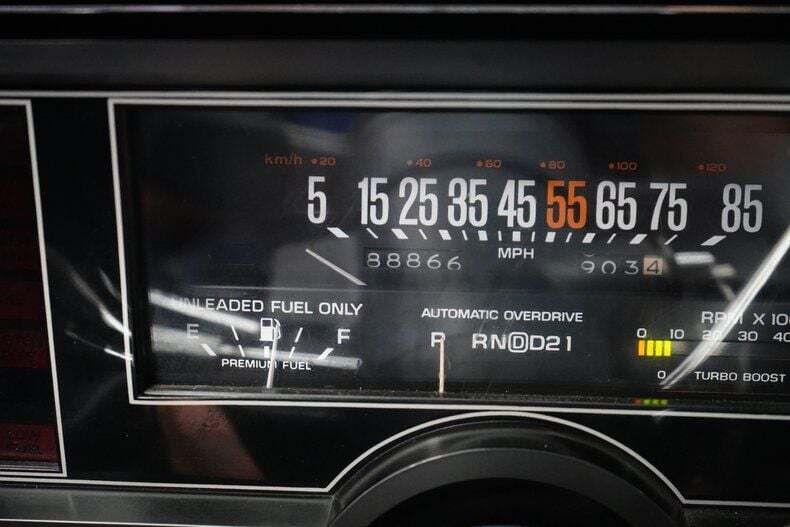 km/h 20 40 60 80 100 120
5 15 25 35 45 55 65 75 85
MPH
88866 9034
UNLEADED FUEL ONLY
E F
PREMIUM FUEL
AUTOMATIC OVERDRIVE
P RNDD21
RPM X 100
0 10 20 30 40
0 TURBO BOOST